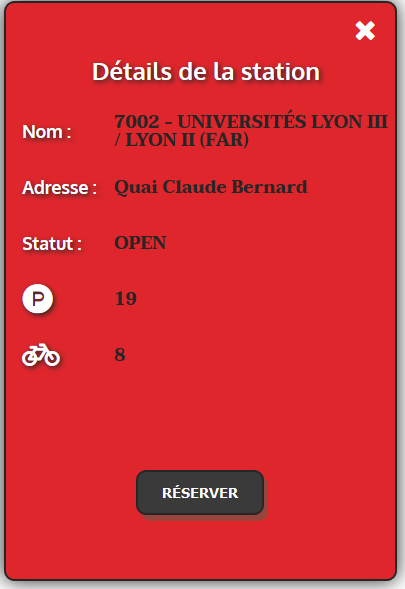 Détails de la station
Nom :
7002 - UNIVERSITÉS LYON III
/ LYON II (FAR)
Adresse : Quai Claude Bernard
Statut : OPEN
P 19
8
RÉSERVER